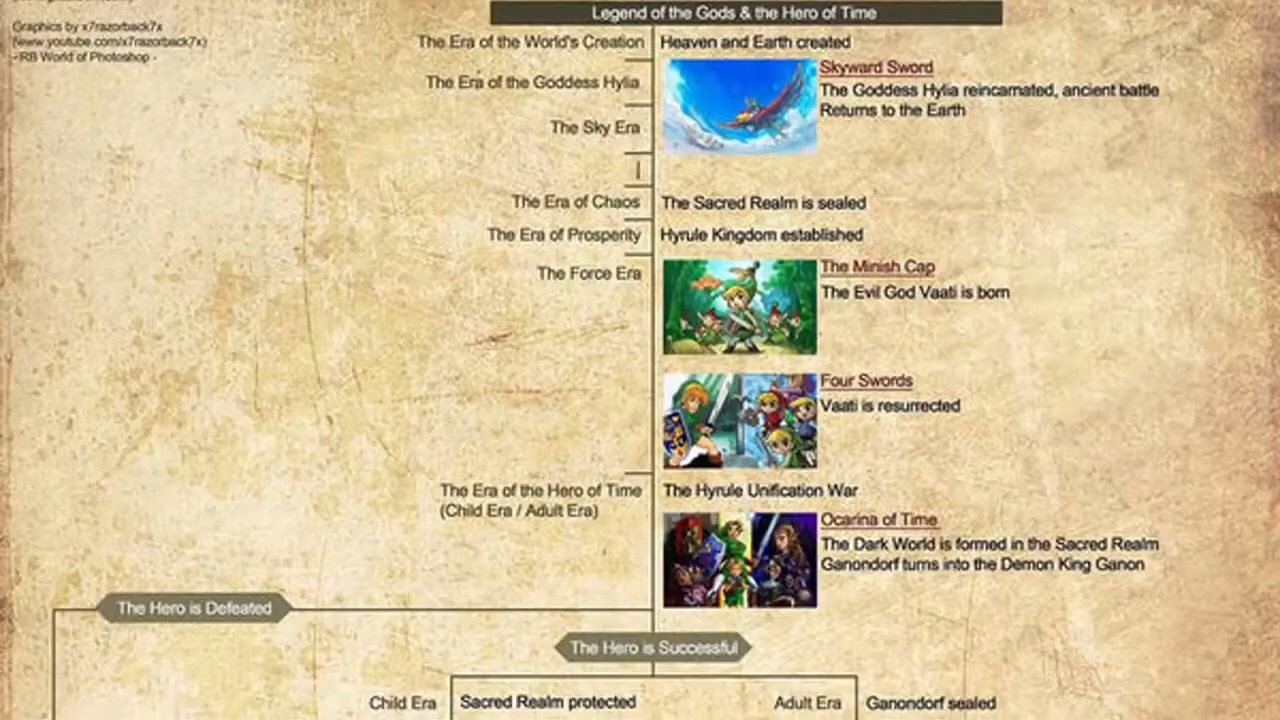 Legend of the Gods & the Hero of Time
Graphics by x7razorback7x
(www.youtube.com/x7razorback7x)
-RB World of Photoshop -
The Era of the World's Creation
Heaven and Earth created
The Era of the Goddess Hylia
Skyward Sword
The Goddess Hylia reincarnated, ancient battle
Returns to the Earth
The Sky Era
The Era of Chaos
The Sacred Realm is sealed
The Era of Prosperity
Hyrule Kingdom established
The Force Era
The Minish Cap
The Evil God Vaati is born
Four Swords
Vaati is resurrected
The Era of the Hero of Time
(Child Era / Adult Era)
The Hyrule Unification War
Ocarina of Time
The Dark World is formed in the Sacred Realm
Ganondorf turns into the Demon King Ganon
The Hero is Defeated
The Hero is Successful
Child Era
Sacred Realm protected
Adult Era
Ganondorf sealed